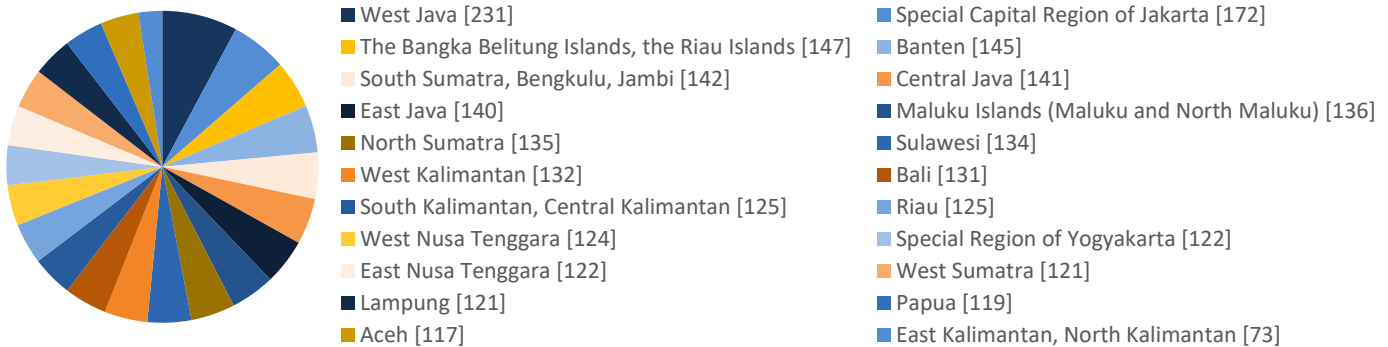 West Java [231]
Special Capital Region of Jakarta [172]
The Bangka Belitung Islands, the Riau Islands [147]
Banten [145]
South Sumatra, Bengkulu, Jambi [142]
Central Java [141]
East Java [140]
Maluku Islands (Maluku and North Maluku) [136]
North Sumatra [135]
Sulawesi [134]
West Kalimantan [132]
Bali [131]
South Kalimantan, Central Kalimantan [125]
Riau [125]
West Nusa Tenggara [124]
Special Region of Yogyakarta [122]
East Nusa Tenggara [122]
West Sumatra [121]
Lampung [121]
Papua [119]
Aceh [117]
East Kalimantan, North Kalimantan [73]